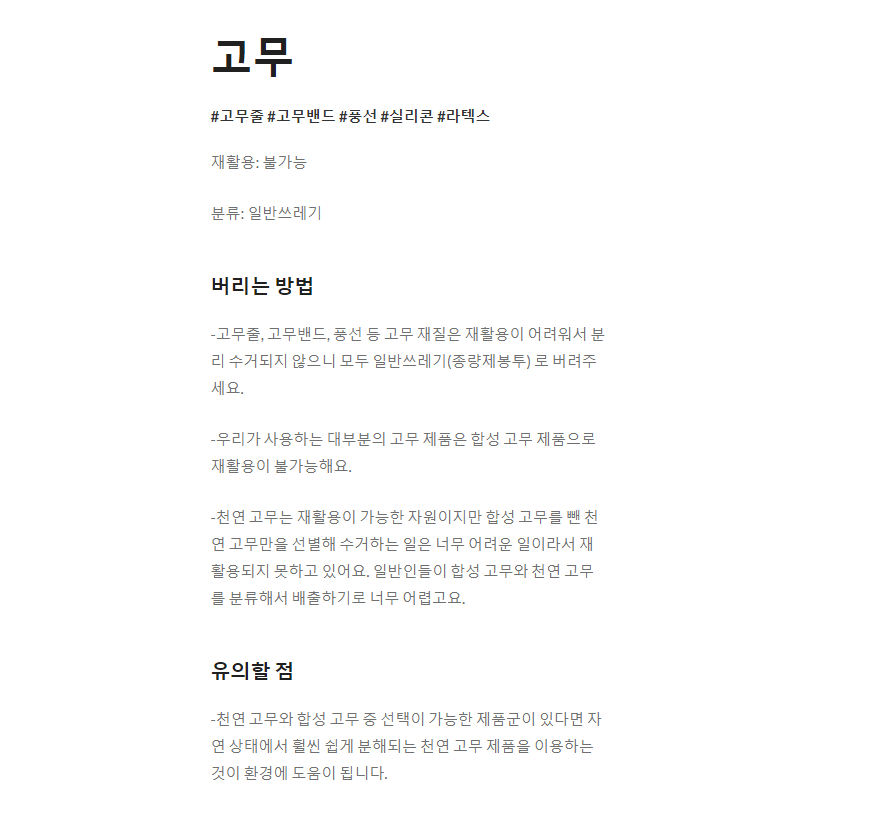 고무
#고무줄 #고무밴드 #풍선 #실리콘 #라텍스
재활용: 불가능
분류: 일반쓰레기
버리는 방법
-고무줄, 고무밴드, 풍선 등 고무 재질은 재활용이 어려워서 분
리 수거되지 않으니 모두 일반쓰레기(종량제봉투) 로 버려주
세요.
-우리가 사용하는 대부분의 고무 제품은 합성 고무 제품으로
재활용이 불가능해요.
-천연 고무는 재활용이 가능한 자원이지만 합성 고무를 뺀 천
연 고무만을 선별해 수거하는 일은 너무 어려운 일이라서 재
활용되지 못하고 있어요. 일반인들이 합성 고무와 천연 고무
를 분류해서 배출하기로 너무 어렵고요.
유의할 점
-천연 고무와 합성 고무 중 선택이 가능한 제품군이 있다면 자
연 상태에서 훨씬 쉽게 분해되는 천연 고무 제품을 이용하는
것이 환경에 도움이 됩니다.